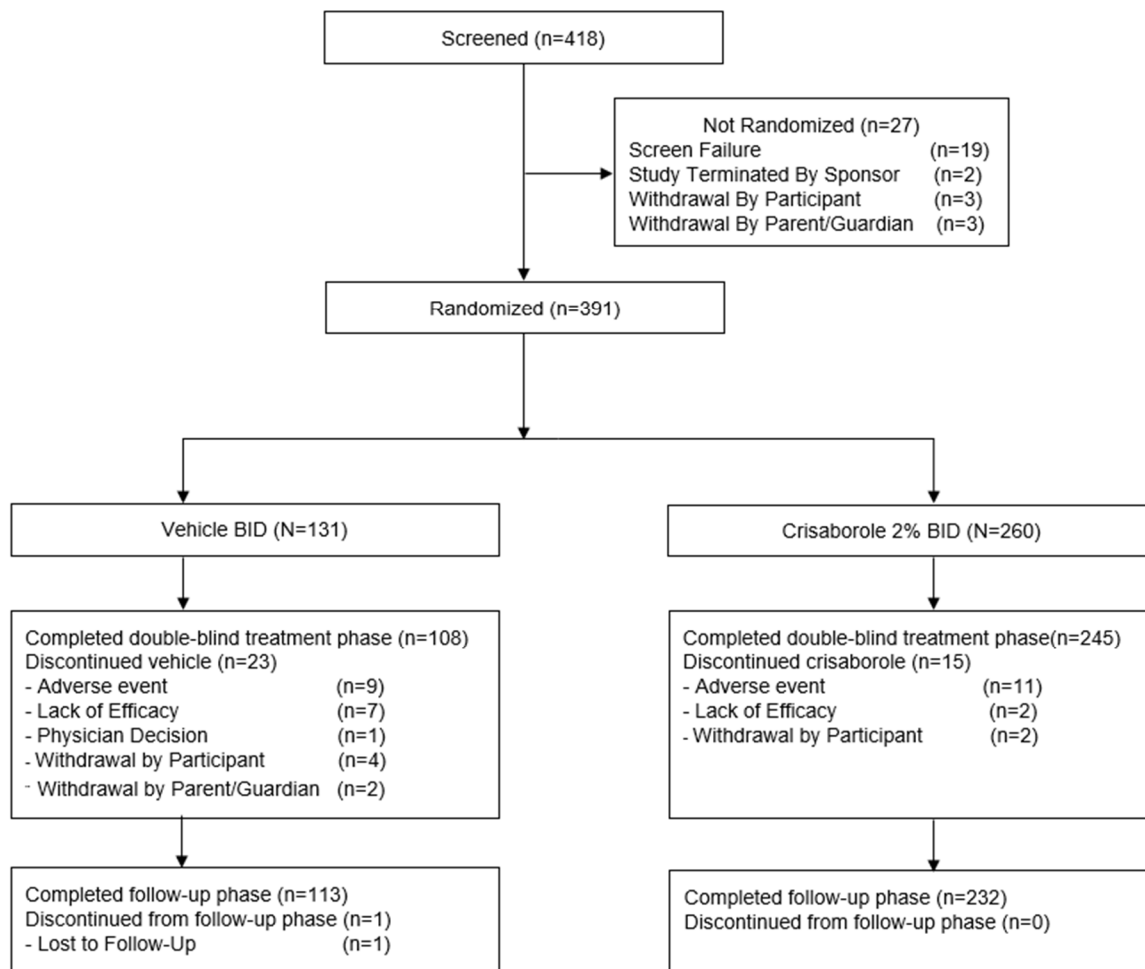 Screened (n=418)
Not Randomized (n=27)
Screen Failure (n=19)
Study Terminated By Sponsor (n=2)
Withdrawal By Participant (n=3)
Withdrawal By Parent/Guardian (n=3)
Randomized (n=391)
Vehicle BID (N=131)
Completed double-blind treatment phase (n=108)
Discontinued vehicle (n=23)
- Adverse event (n=9)
- Lack of Efficacy (n=7)
- Physician Decision (n=1)
- Withdrawal by Participant (n=4)
- Withdrawal by Parent/Guardian (n=2)
Completed follow-up phase (n=113)
Discontinued from follow-up phase (n=1)
- Lost to Follow-Up (n=1)
Crisaborole 2% BID (N=260)
Completed double-blind treatment phase(n=245)
Discontinued crisaborole (n=15)
- Adverse event (n=11)
- Lack of Efficacy (n=2)
- Withdrawal by Participant (n=2)
Completed follow-up phase (n=232)
Discontinued from follow-up phase (n=0)